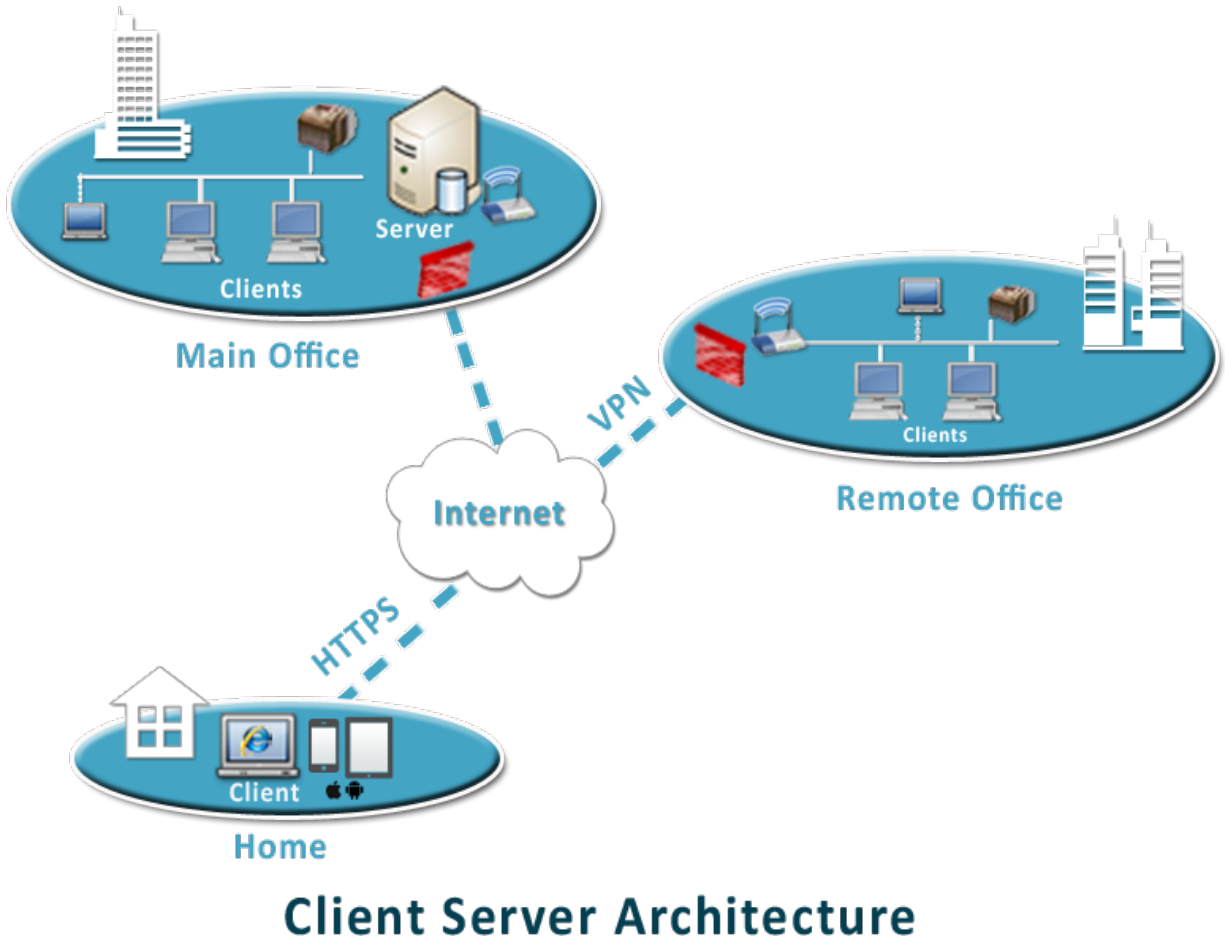 Server
Clients
Main Office
VPN
Clients
Remote Office
Internet
HTTPS
Client
Home
Client Server Architecture